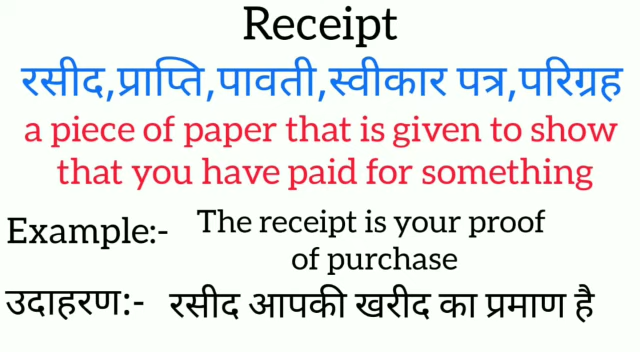 Receipt
रसीद,प्राप्ति,पावती,स्वीकार पत्र,परिग्रह
a piece of paper that is given to show
that you have paid for something
Example:- The receipt is your proof
of purchase
उदाहरण:- रसीद आपकी खरीद का प्रमाण है